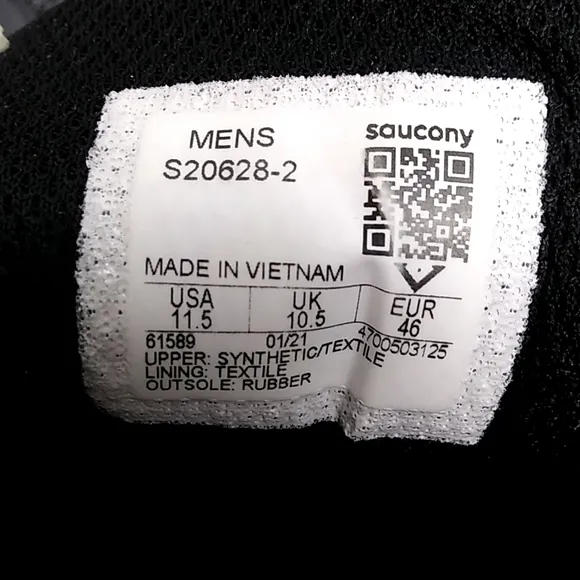 MENS
S20628-2
saucony
MADE IN VIETNAM
USA UK EUR
11.5 10.5 46
61589 01/21 4700503125
UPPER: SYNTHETIC/TEXTILE
LINING: TEXTILE
OUTSOLE: RUBBER